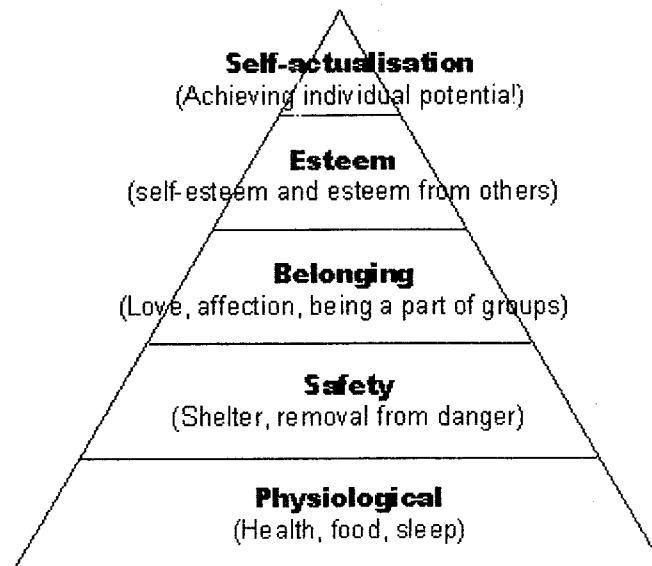 Self-actualisation
(Achieving individual potential)
Esteem
(self-esteem and esteem from others)
Belonging
(Love, affection, being a part of groups)
Safety
(Shelter, removal from danger)
Physiological
(Health, food, sleep)